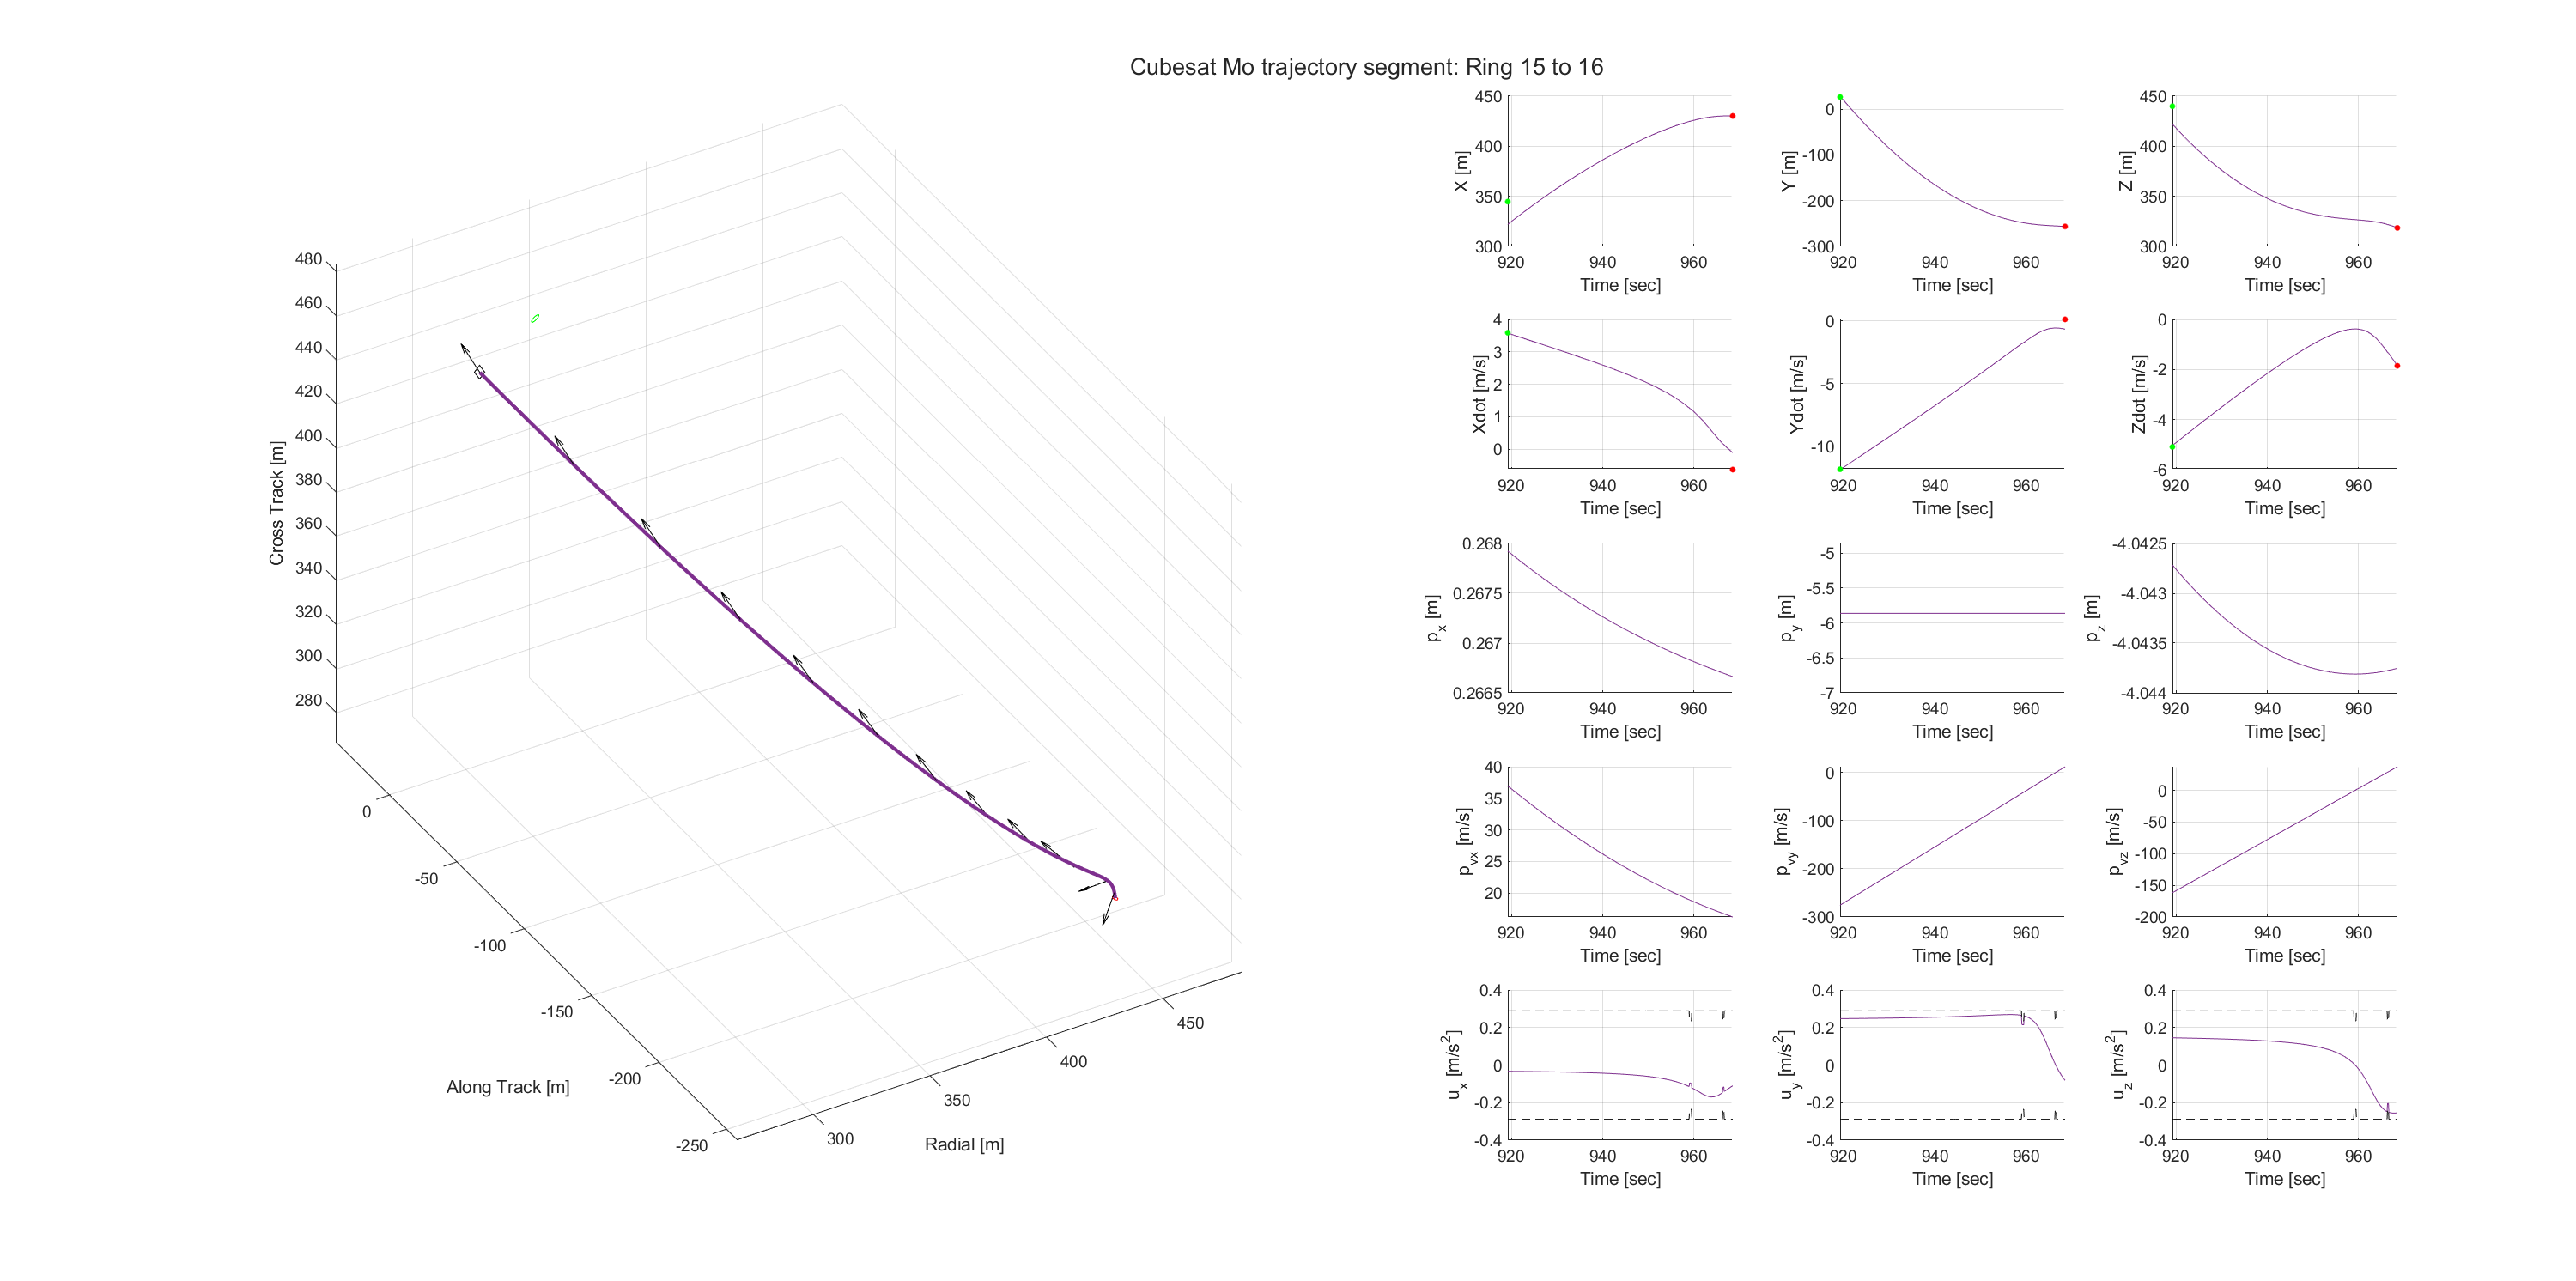 Cubesat Mo trajectory segment: Ring 15 to 16
480
460
440
420
400
380
360
340
320
300
280
Cross Track [m]
0
-50
-100
-150
-200
-250
Along Track [m]
300
350
400
450
Radial [m]
450
400
350
300
X [m]
920 940 960
Time [sec]
0
-100
-200
-300
Y [m]
920 940 960
Time [sec]
450
400
350
300
Z [m]
920 940 960
Time [sec]
4
3
2
1
0
Xdot [m/s]
920 940 960
Time [sec]
0
-5
-10
Ydot [m/s]
920 940 960
Time [sec]
0
-2
-4
-6
Zdot [m/s]
920 940 960
Time [sec]
0.268
0.2675
0.267
0.2665
p_x [m]
920 940 960
Time [sec]
-5
-5.5
-6
-6.5
-7
p_y [m]
920 940 960
Time [sec]
-4.0425
-4.043
-4.0435
-4.044
p_z [m]
920 940 960
Time [sec]
40
35
30
25
20
p_vx [m/s]
920 940 960
Time [sec]
0
-100
-200
-300
p_vy [m/s]
920 940 960
Time [sec]
0
-50
-100
-150
-200
p_vz [m/s]
920 940 960
Time [sec]
0.4
0.2
0
-0.2
-0.4
u_x [m/s²]
920 940 960
Time [sec]
0.4
0.2
0
-0.2
-0.4
u_y [m/s²]
920 940 960
Time [sec]
0.4
0.2
0
-0.2
-0.4
u_z [m/s²]
920 940 960
Time [sec]